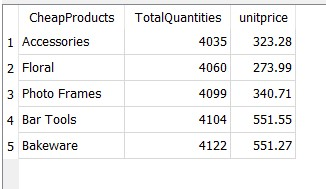 CheapProducts TotalQuantities unitprice
1 Accessories 4035 323.28
2 Floral 4060 273.99
3 Photo Frames 4099 340.71
4 Bar Tools 4104 551.55
5 Bakeware 4122 551.27